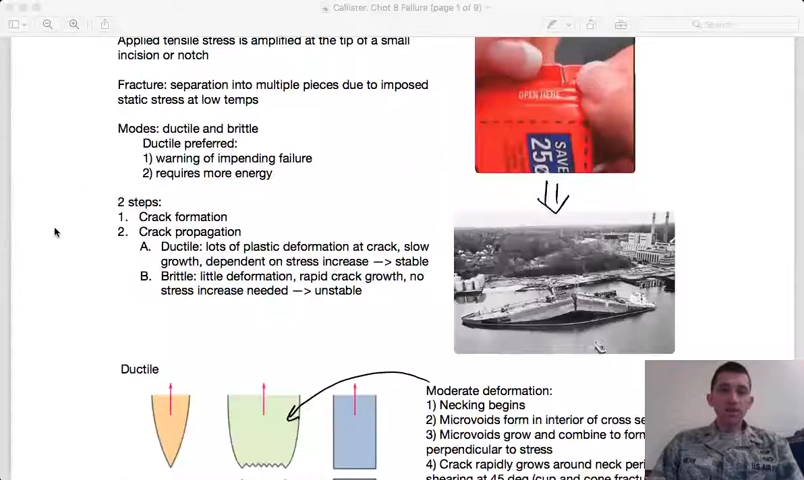 Callister. Chpt 8 Failure (page 1 of 9)
Search
Applied tensile stress is amplified at the tip of a small
incision or notch
Fracture: separation into multiple pieces due to imposed
static stress at low temps
Modes: ductile and brittle
Ductile preferred:
1) warning of impending failure
2) requires more energy
2 steps:
1. Crack formation
2. Crack propagation
A. Ductile: lots of plastic deformation at crack, slow
growth, dependent on stress increase —> stable
B. Brittle: little deformation, rapid crack growth, no
stress increase needed —> unstable
OPEN HERE
SAVE
25¢
Ductile
Moderate deformation:
1) Necking begins
2) Microvoids form in interior of cross se
3) Microvoids grow and combine to form
perpendicular to stress
4) Crack rapidly grows around neck peri
shearing at 45 deg (cup and cone fractu
U.S. AIR